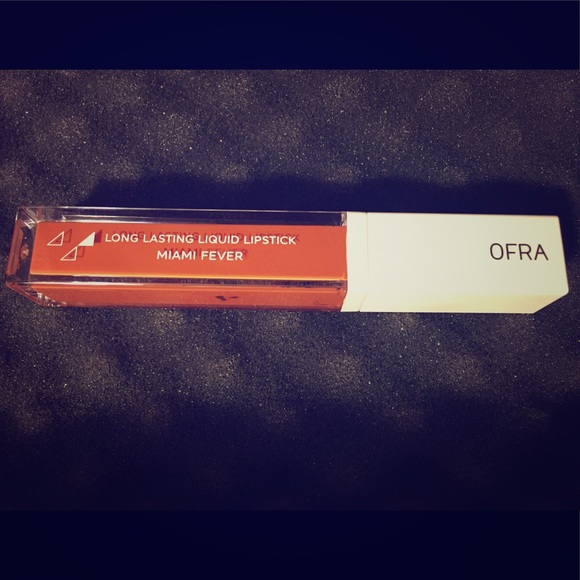 LONG LASTING LIQUID LIPSTICK
MIAMI FEVER
OFRA